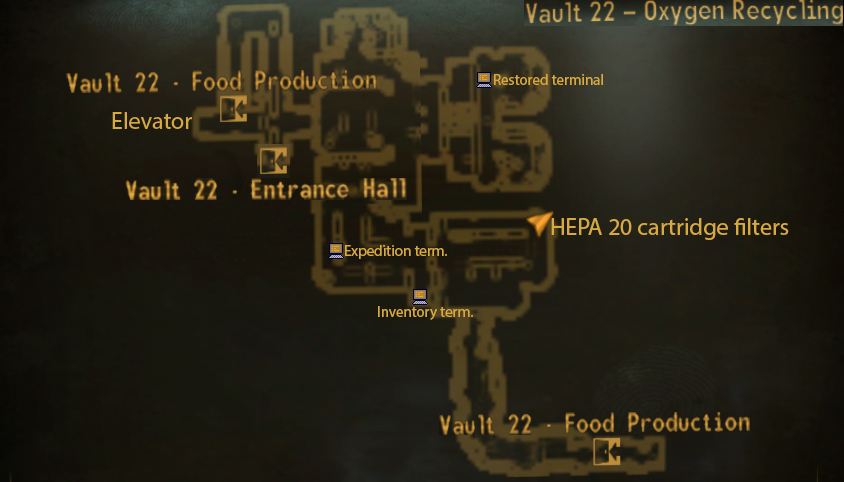 Vault 22 – Oxygen Recycling
Vault 22 · Food Production
Restored terminal
Elevator
Vault 22 · Entrance Hall
HEPA 20 cartridge filters
Expedition term.
Inventory term.
Vault 22 · Food Production